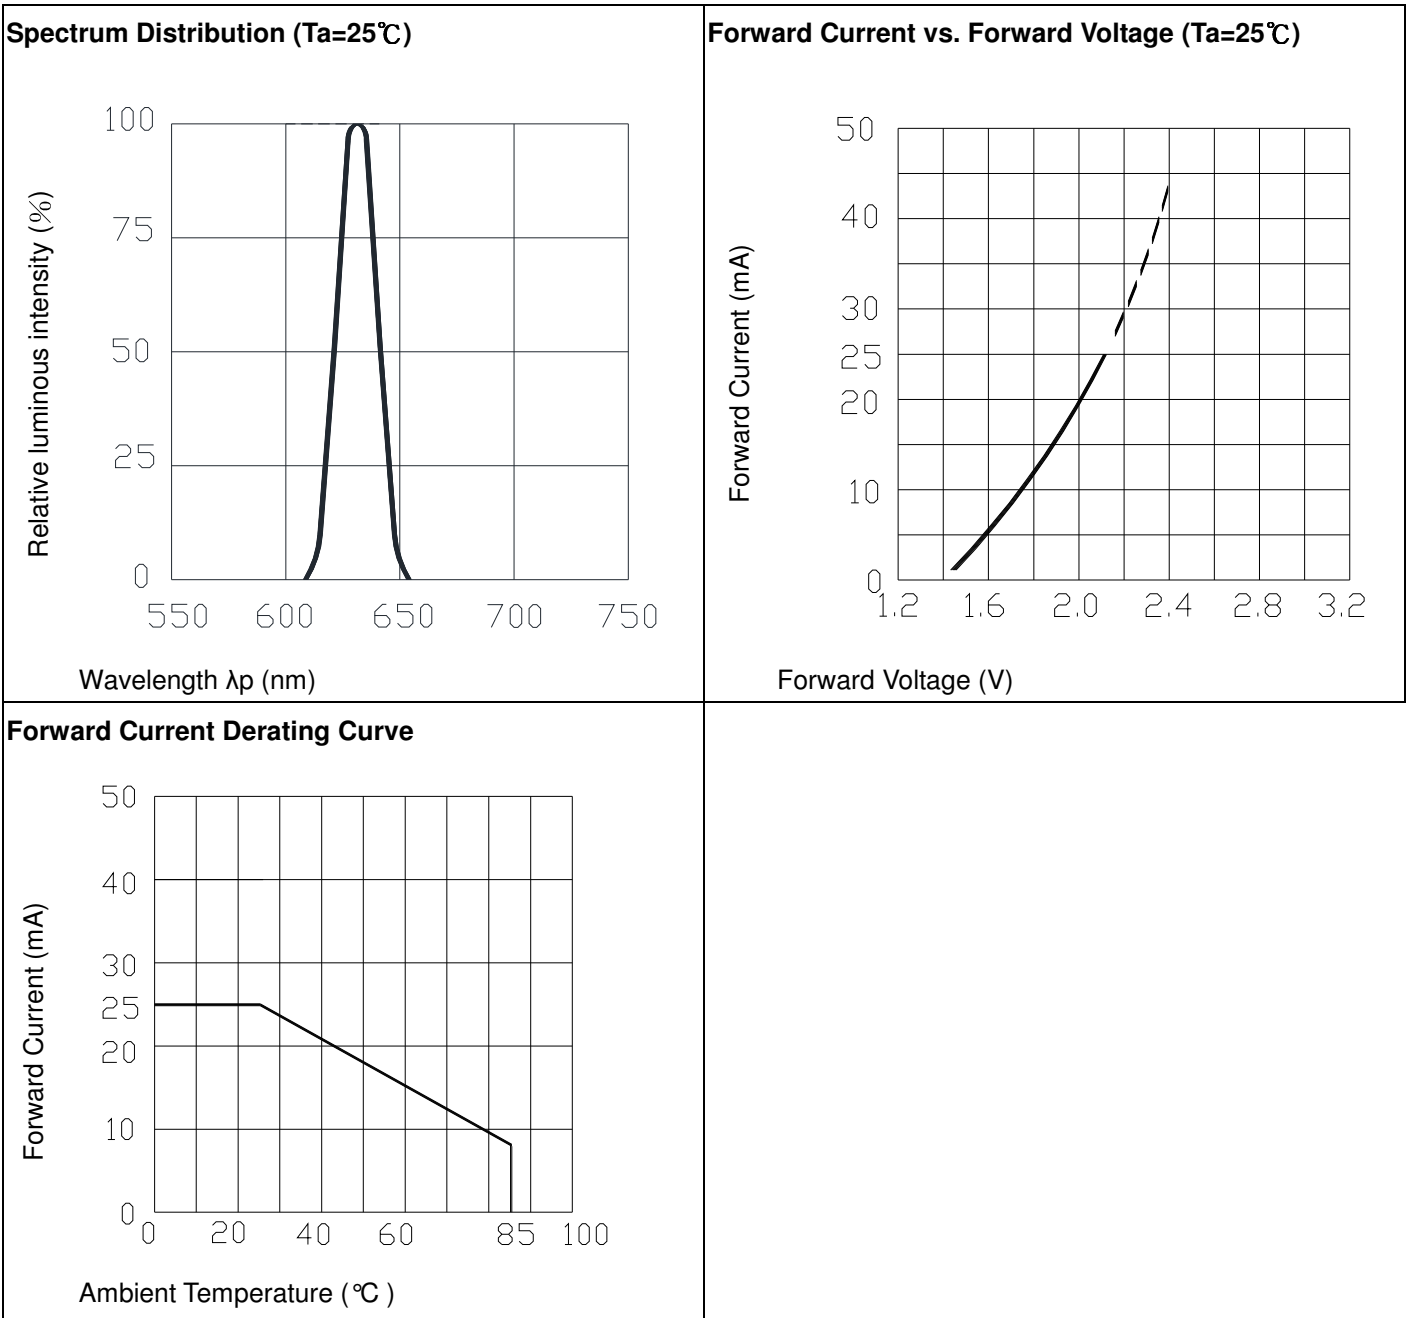 Spectrum Distribution (Ta=25℃)
Relative luminous intensity (%)
100
75
50
25
0
550 600 650 700 750
Wavelength λp (nm)
Forward Current vs. Forward Voltage (Ta=25℃)
Forward Current (mA)
50
40
30
25
20
10
0
1.2 1.6 2.0 2.4 2.8 3.2
Forward Voltage (V)
Forward Current Derating Curve
Forward Current (mA)
50
40
30
25
20
10
0
0 20 40 60 85 100
Ambient Temperature ( ℃ )